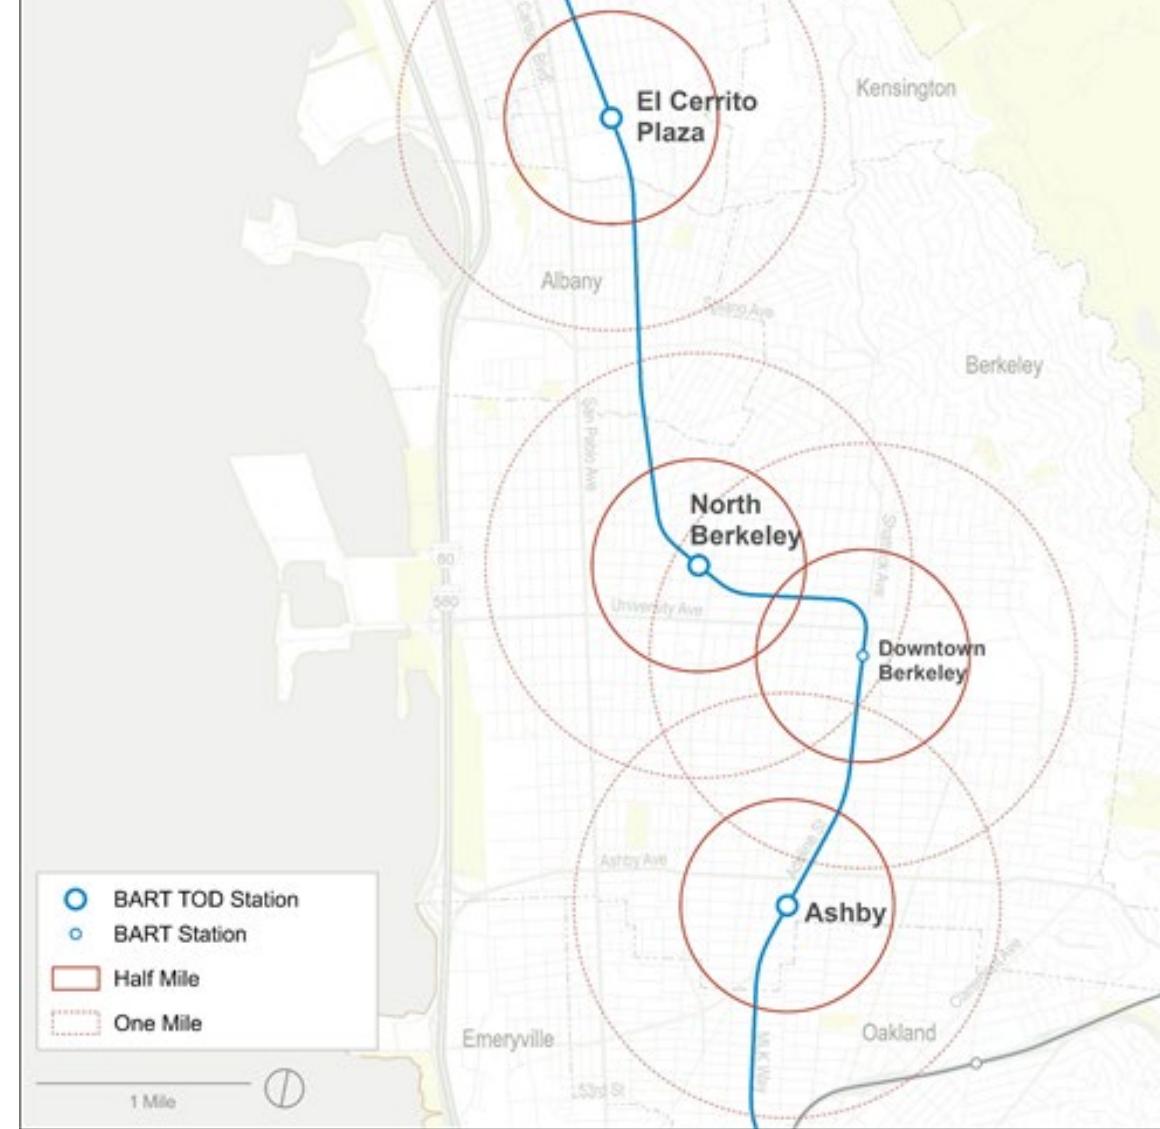 Kensington
El Cerrito
Plaza
Albany
Solano Ave
Berkeley
San Pablo Ave
North
Berkeley
Shattuck Ave
80
580
University Ave
Downtown
Berkeley
Adeline St
Ashby Ave
Ashby
BART TOD Station
BART Station
Half Mile
One Mile
Claremont Ave
Oakland
Emeryville
MLK Way
53rd St
1 Mile